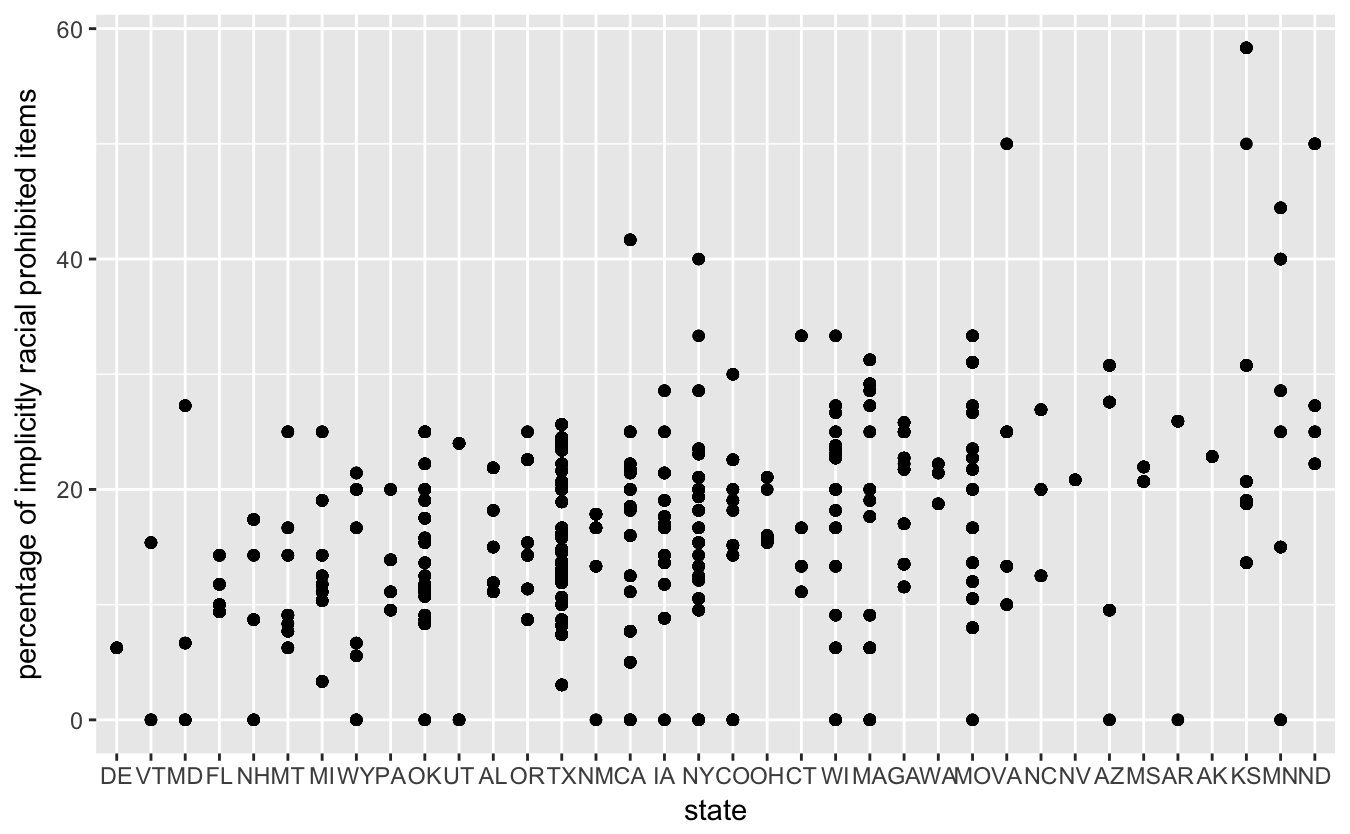 60
40
20
0
percentage of implicitly racial prohibited items
DE VT MD FL NH MT MI WY PA OK UT AL OR TX NM CA IA NY CO OH CT WI MA GA WA MO VA NC NV AZ MS AR AK KS MN ND
state